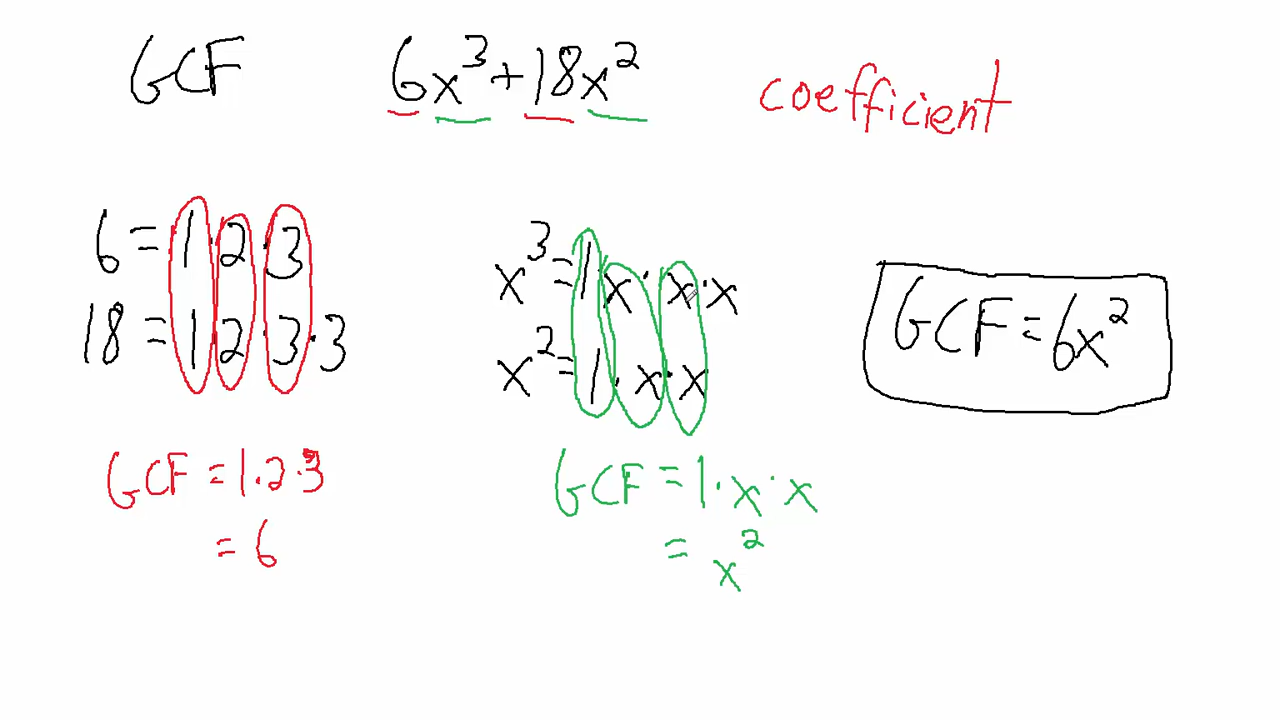 GCF 6x³+18x² coefficient
6=1·2·3
18=1·2·3·3
x³=1·x·x·x
x²=1·x·x
GCF=6x²
GCF=1·2·3
=6
GCF=1·x·x
=x²